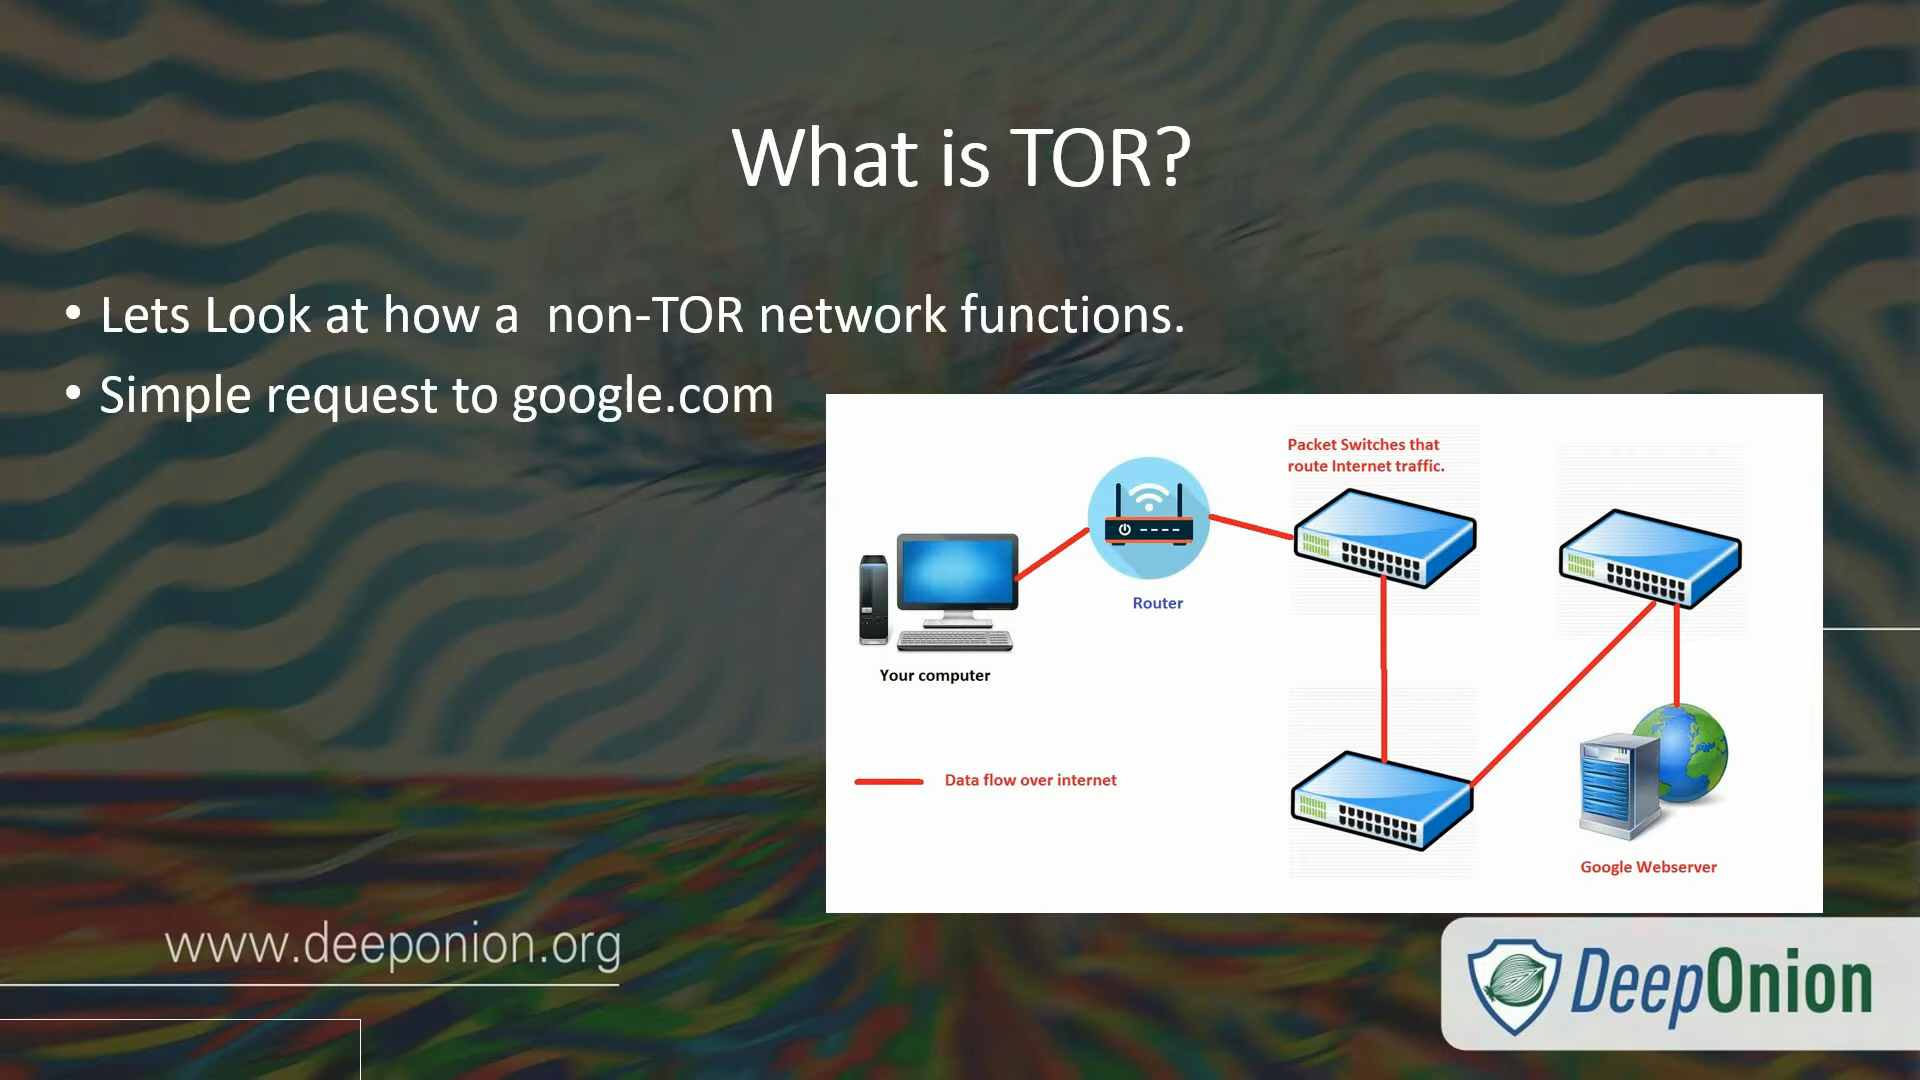 What is TOR?
• Lets Look at how a  non-TOR network functions.
• Simple request to google.com
Packet Switches that
route Internet traffic.
Router
Your computer
Data flow over internet
Google Webserver
www.deeponion.org
DeepOnion